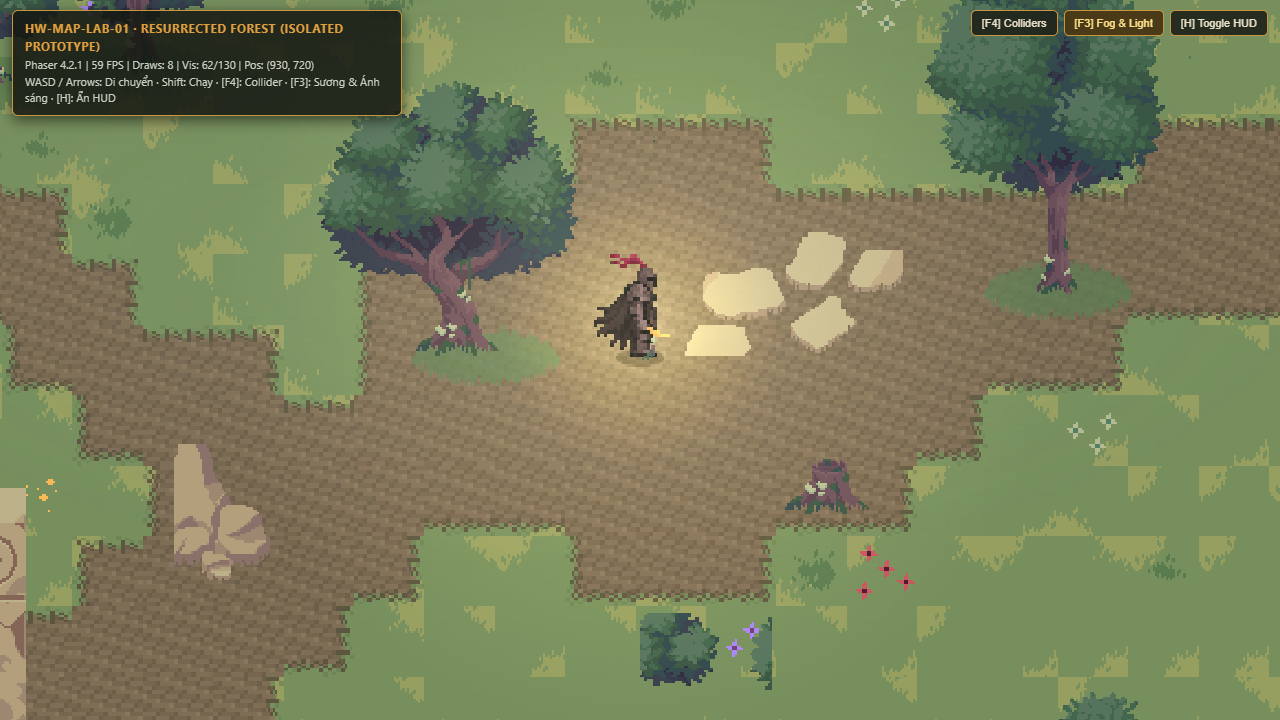 HW-MAP-LAB-01 · RESURRECTED FOREST (ISOLATED
PROTOTYPE)
Phaser 4.2.1 | 59 FPS | Draws: 8 | Vis: 62/130 | Pos: (930, 720)
WASD / Arrows: Di chuyển · Shift: Chạy · [F4]: Collider · [F3]: Sương & Ánh
sáng · [H]: Ẩn HUD
[F4] Colliders
[F3] Fog & Light
[H] Toggle HUD